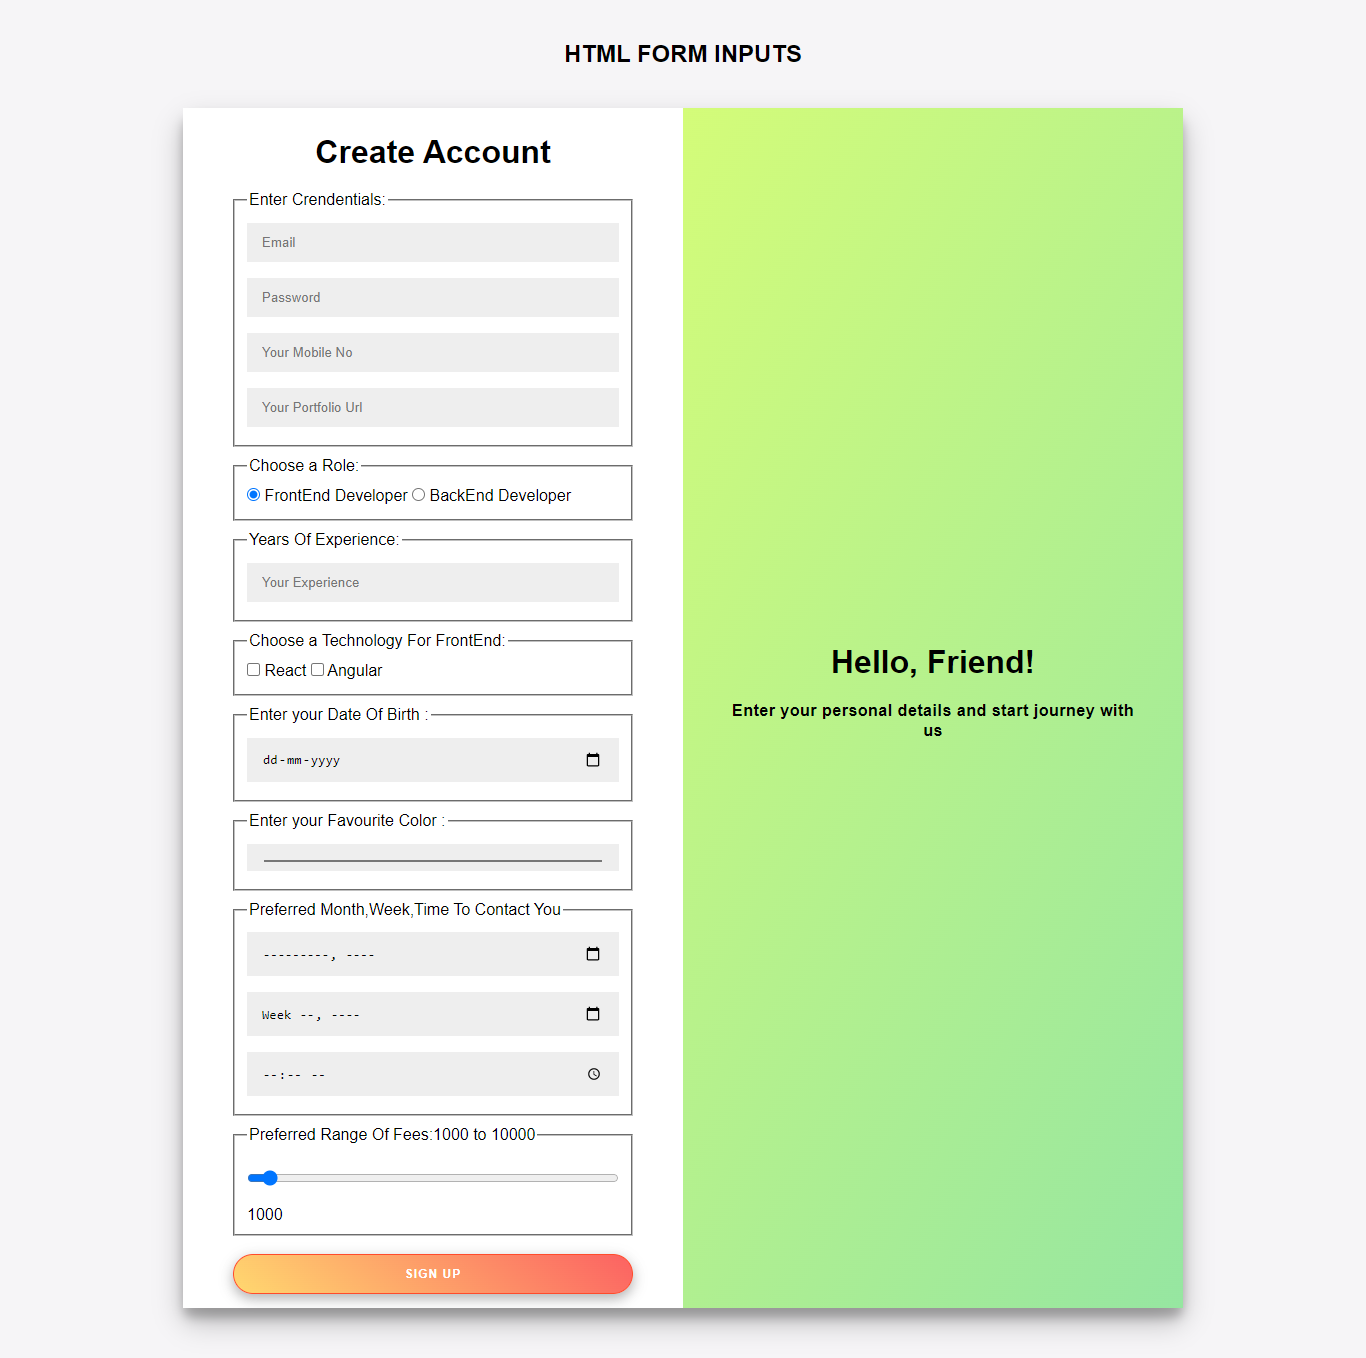 HTML FORM INPUTS
Create Account
Enter Crendentials:
Email
Password
Your Mobile No
Your Portfolio Url
Choose a Role:
FrontEnd Developer BackEnd Developer
Years Of Experience:
Your Experience
Choose a Technology For FrontEnd:
React Angular
Enter your Date Of Birth :
dd-mm-yyyy
Enter your Favourite Color :
Preferred Month,Week,Time To Contact You
---------, ----
Week --, ----
--:-- --
Preferred Range Of Fees:1000 to 10000
1000
SIGN UP
Hello, Friend!
Enter your personal details and start journey with
us